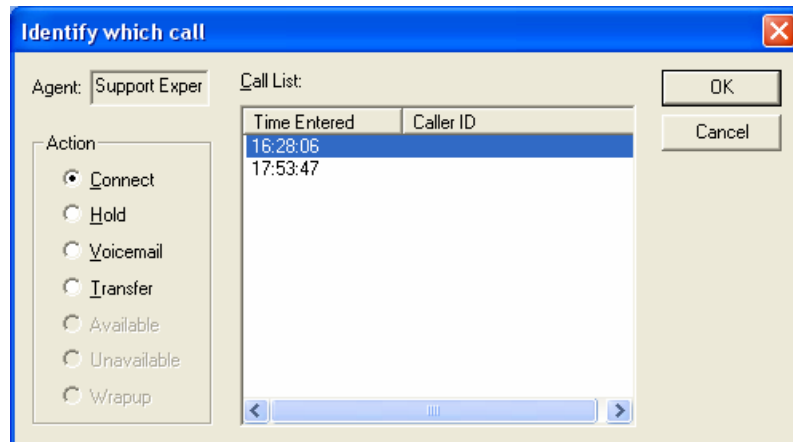 Identify which call
Agent: Support Exper
Action
Connect
Hold
Voicemail
Transfer
Available
Unavailable
Wrapup
Call List:
Time Entered Caller ID
16:28:06
17:53:47
OK
Cancel